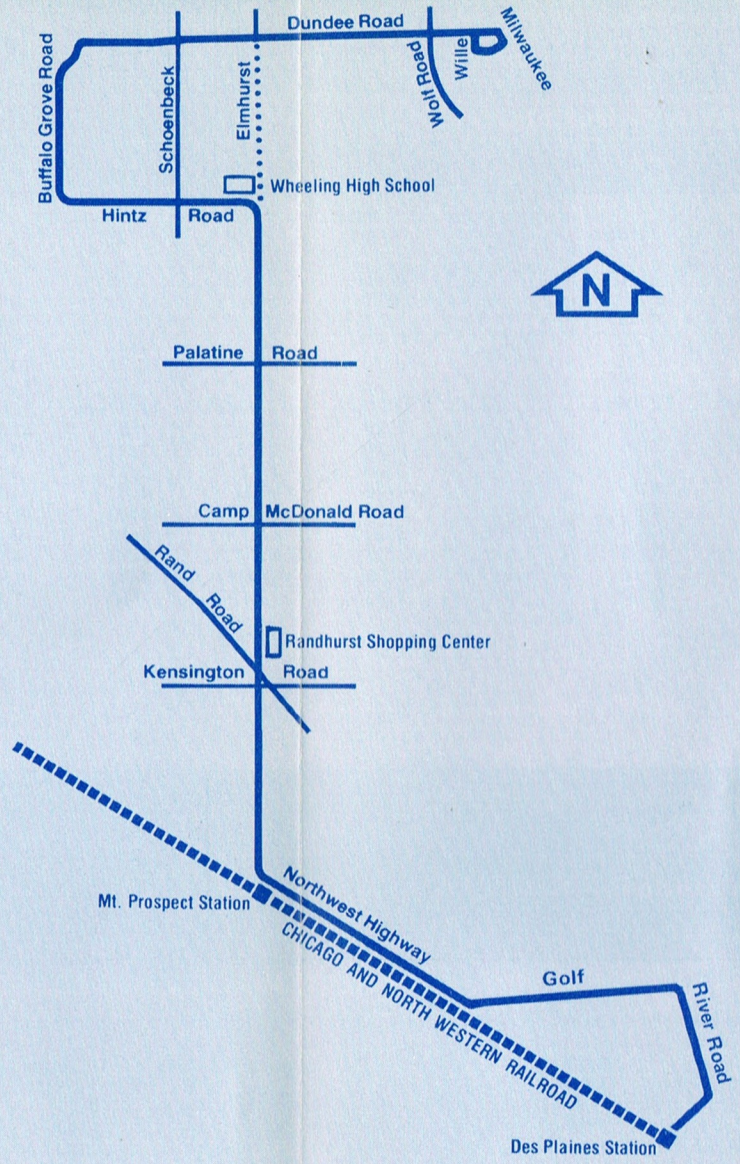 Dundee Road
Milwaukee
Wille
Wolf Road
Elmhurst
Schoenbeck
Buffalo Grove Road
Wheeling High School
Hintz Road
N
Palatine Road
Camp McDonald Road
Rand Road
Randhurst Shopping Center
Kensington Road
Northwest Highway
Mt. Prospect Station
CHICAGO AND NORTH WESTERN RAILROAD
Golf
River Road
Des Plaines Station